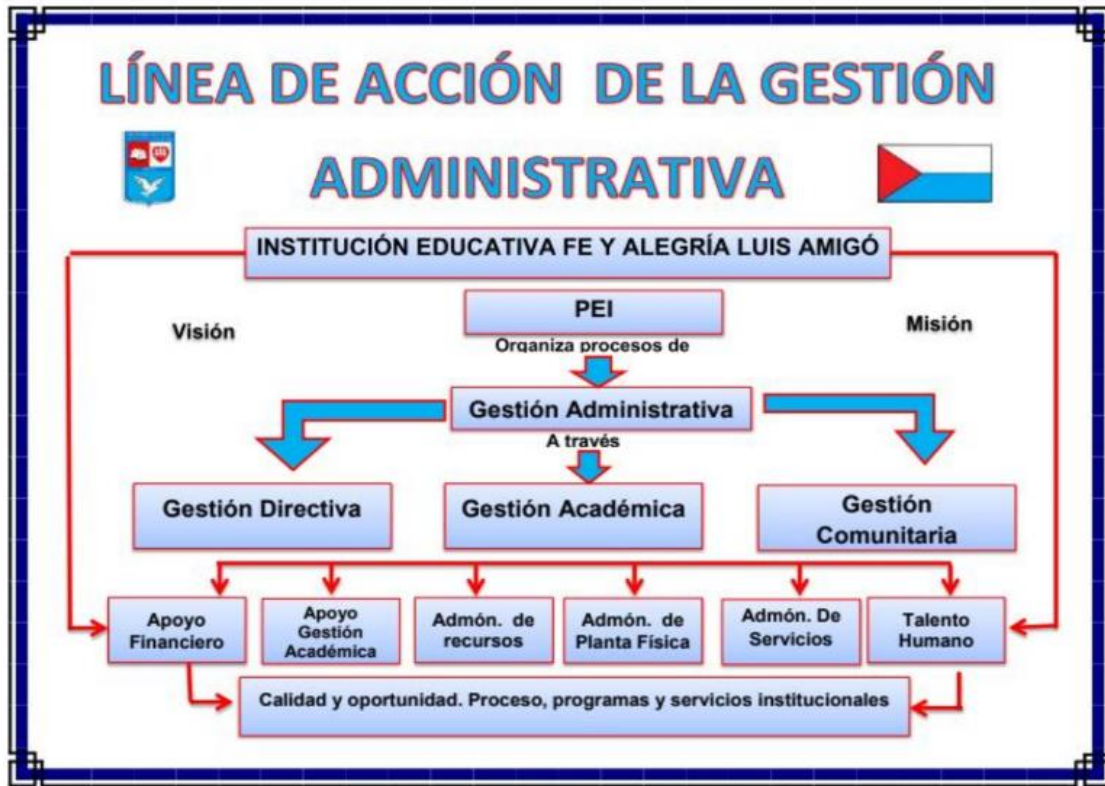 LÍNEA DE ACCIÓN DE LA GESTIÓN
ADMINISTRATIVA
INSTITUCIÓN EDUCATIVA FE Y ALEGRÍA LUIS AMIGÓ
PEI
Visión
Misión
Organiza procesos de
Gestión Administrativa
A través
Gestión Directiva
Gestión Académica
Gestión
Comunitaria
Apoyo
Financiero
Apoyo
Gestión
Académica
Admón. de
recursos
Admón. de
Planta Física
Admón. De
Servicios
Talento
Humano
Calidad y oportunidad. Proceso, programas y servicios institucionales